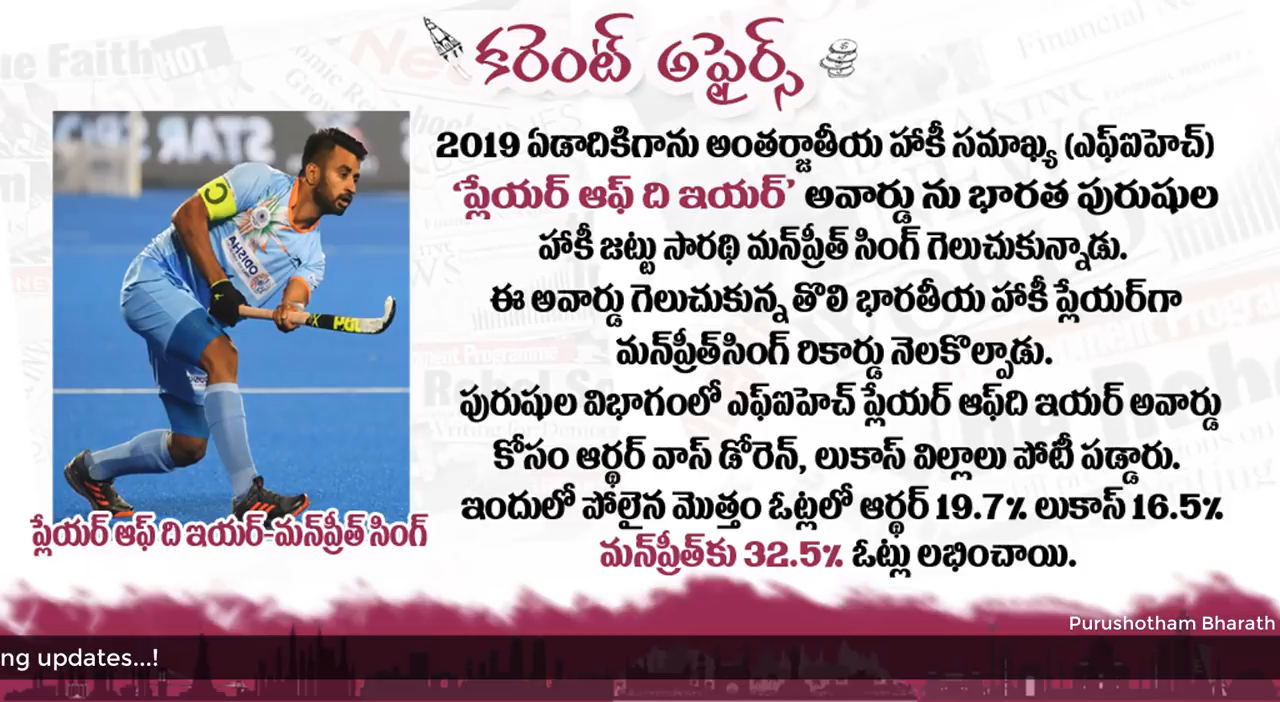 కరెంట్ అఫైర్స్
2019 ఏడాదికిగాను అంతర్జాతీయ హాకీ సమాఖ్య (ఎఫ్ఐహెచ్)
‘ప్లేయర్ ఆఫ్ ది ఇయర్’ అవార్డు ను భారత పురుషుల
హాకీ జట్టు సారథి మన్‌ప్రీత్ సింగ్ గెలుచుకున్నాడు.
ఈ అవార్డు గెలుచుకున్న తొలి భారతీయ హాకీ ప్లేయర్‌గా
మన్‌ప్రీత్‌సింగ్ రికార్డు నెలకొల్పాడు.
పురుషుల విభాగంలో ఎఫ్ఐహెచ్ ప్లేయర్ ఆఫ్‌ది ఇయర్ అవార్డు
కోసం ఆర్థర్ వాస్ డోరెన్, లుకాస్ విల్లాలు పోటీ పడ్డారు.
ఇందులో పోలైన మొత్తం ఓట్లలో ఆర్థర్ 19.7% లుకాస్ 16.5%
మన్‌ప్రీత్‌కు 32.5% ఓట్లు లభించాయి.
ప్లేయర్ ఆఫ్ ది ఇయర్-మన్‌ప్రీత్ సింగ్
ODISHA
Purushotham Bharath
ng updates...!